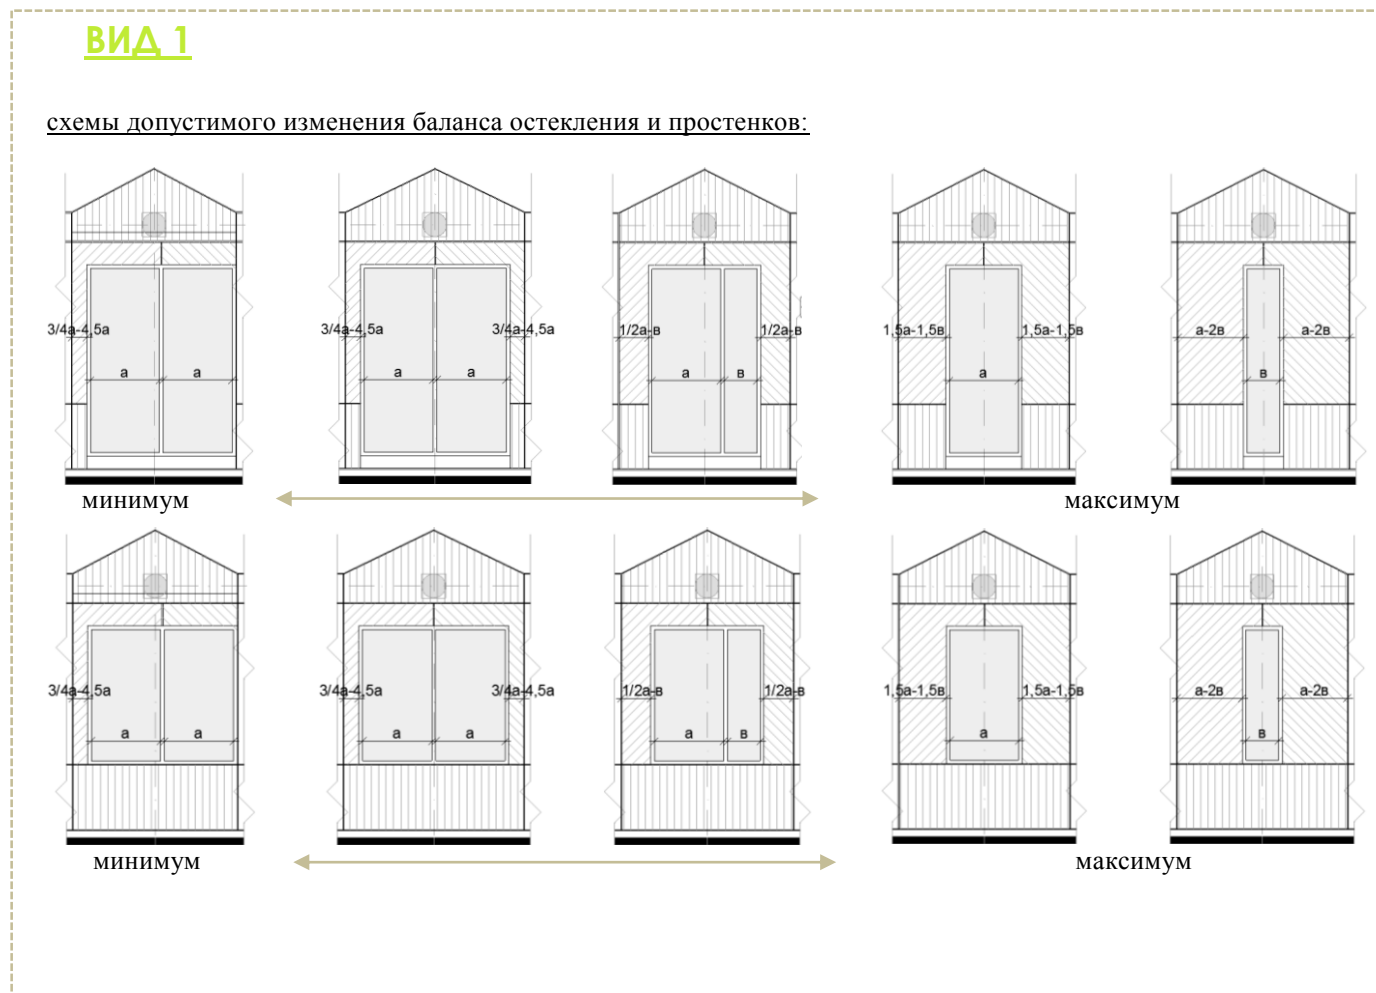 ВИД 1
схемы допустимого изменения баланса остекления и простенков:
3/4а-4,5а 3/4а-4,5а 3/4а-4,5а 1/2а-в 1/2а-в 1,5а-1,5в 1,5а-1,5в а-2в а-2в
а а а а а в а в
минимум максимум
3/4а-4,5а 3/4а-4,5а 3/4а-4,5а 1/2а-в 1/2а-в 1,5а-1,5в 1,5а-1,5в а-2в а-2в
а а а а а в а в
минимум максимум